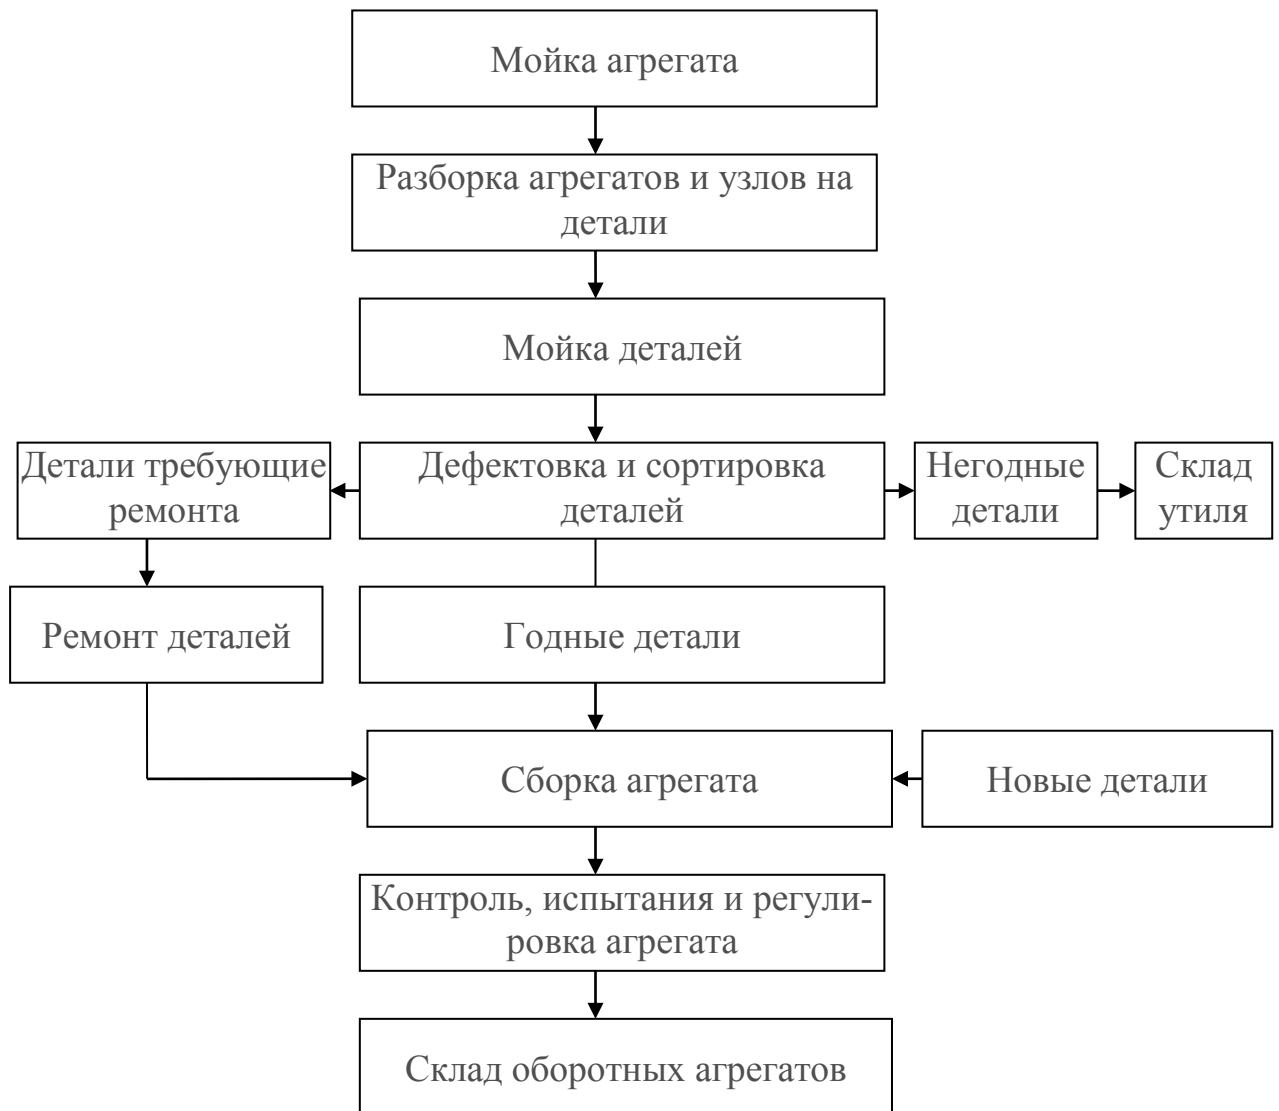 Мойка агрегата
Разборка агрегатов и узлов на
детали
Мойка деталей
Детали требующие
ремонта
Дефектовка и сортировка
деталей
Негодные
детали
Склад
утиля
Ремонт деталей
Годные детали
Сборка агрегата
Новые детали
Контроль, испытания и регули-
ровка агрегата
Склад оборотных агрегатов